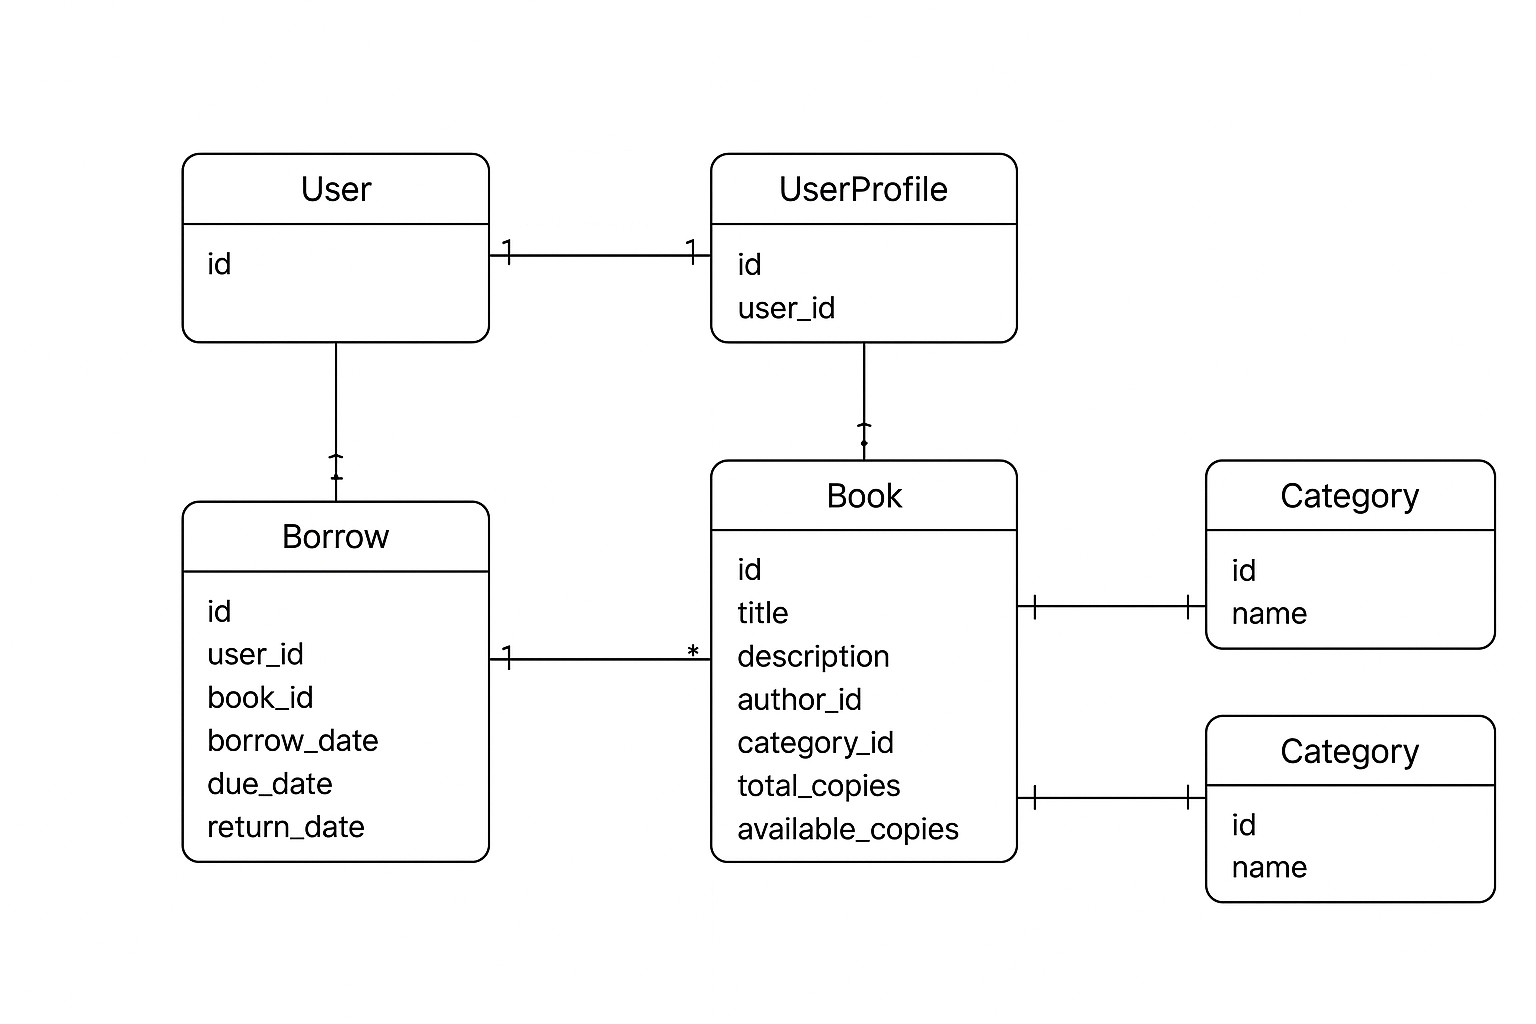 User
id
1
1
UserProfile
id
user_id
Borrow
id
user_id
book_id
borrow_date
due_date
return_date
1
*
Book
id
title
description
author_id
category_id
total_copies
available_copies
Category
id
name
Category
id
name